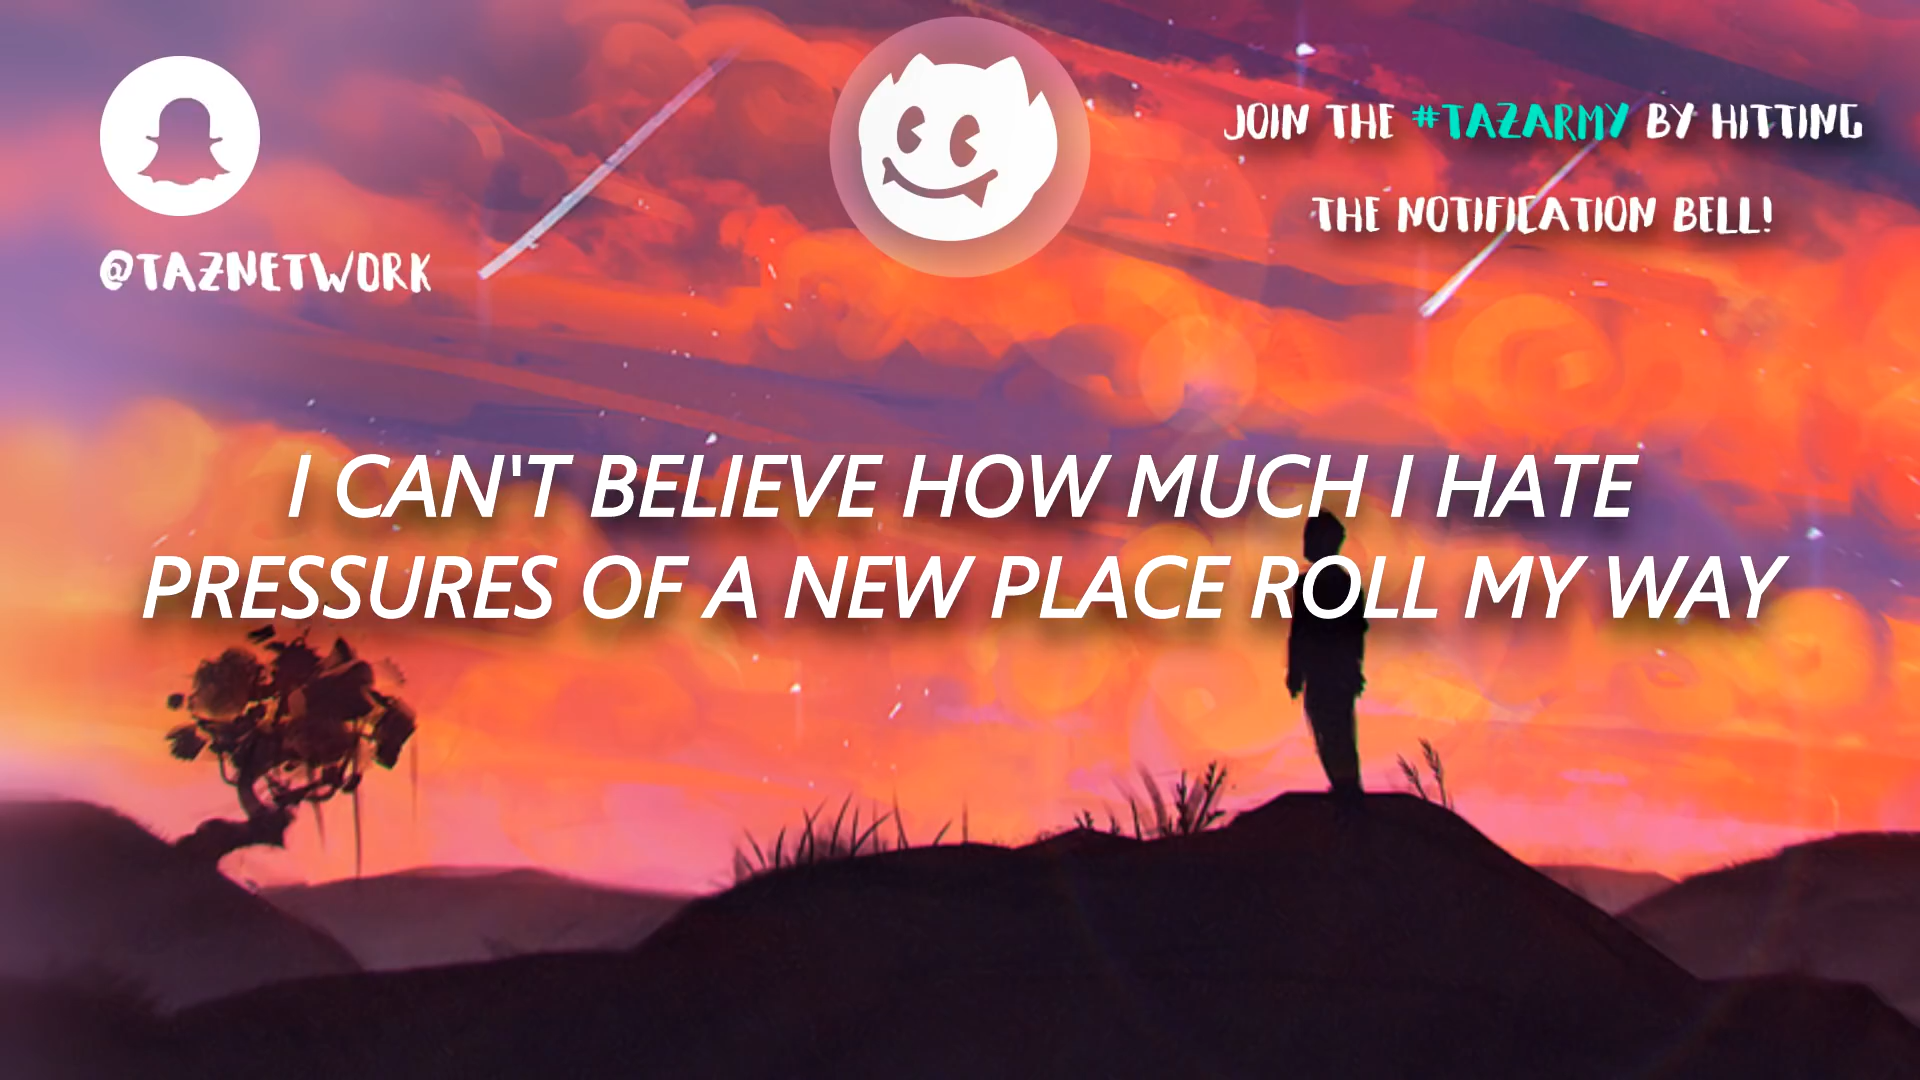 @TAZNETWORK
JOIN THE #TAZARMY BY HITTING
THE NOTIFICATION BELL!
I CAN'T BELIEVE HOW MUCH I HATE
PRESSURES OF A NEW PLACE ROLL MY WAY